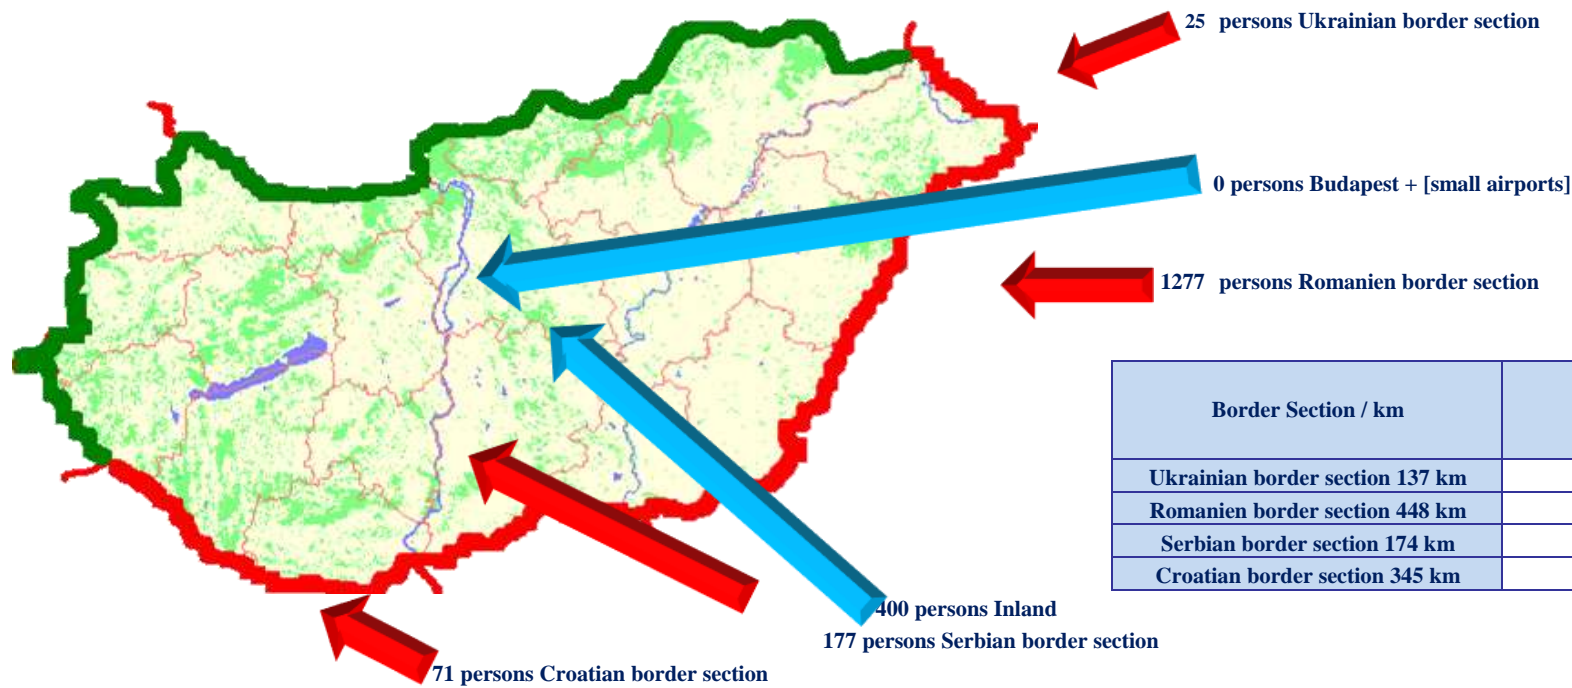 25 persons Ukrainian border section
0 persons Budapest + [small airports]
1277 persons Romanien border section
Border Section / km
Ukrainian border section 137 km
Romanien border section 448 km
Serbian border section 174 km
Croatian border section 345 km
400 persons Inland
177 persons Serbian border section
71 persons Croatian border section